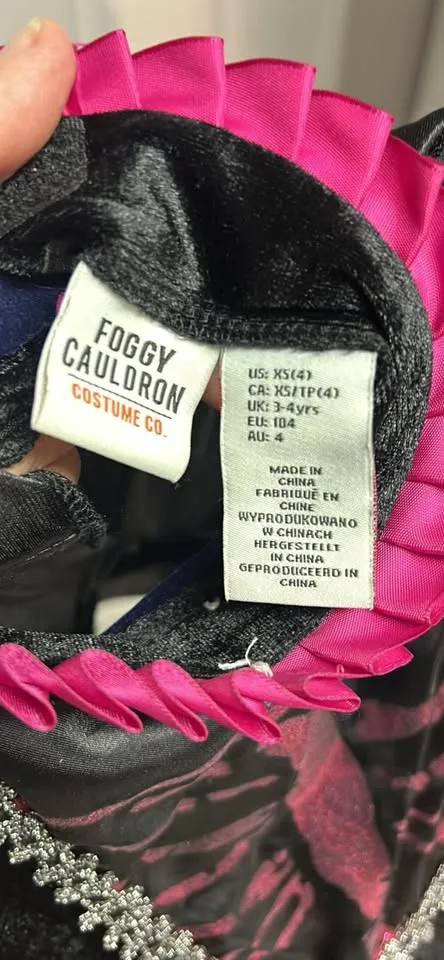 FOGGY
CAULDRON
COSTUME CO.
US: XS(4)
CA: XS/TP(4)
UK: 3-4yrs
EU: 104
AU: 4
MADE IN
CHINA
FABRIQUÉ EN
CHINE
WYPRODUKOWANO
W CHINACH
HERGESTELLT
IN CHINA
GEPRODUCEERD IN
CHINA